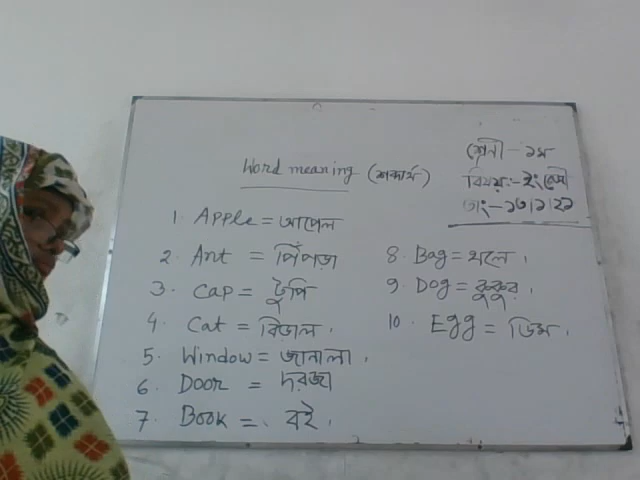 Word meaning (শব্দার্থ)
শ্রেনী - ১ম
বিষয়:- ইংরেজী
তাং:- ১৩/১/২১
1. Apple = আপেল
2. Ant = পিঁপড়া
3. Cap = টুপি
4. Cat = বিড়াল.
5. Window = জানালা.
6. Door = দরজা
7. Book = বই.
8. Bag = থলে.
9. Dog = কুকুর.
10. Egg = ডিম.